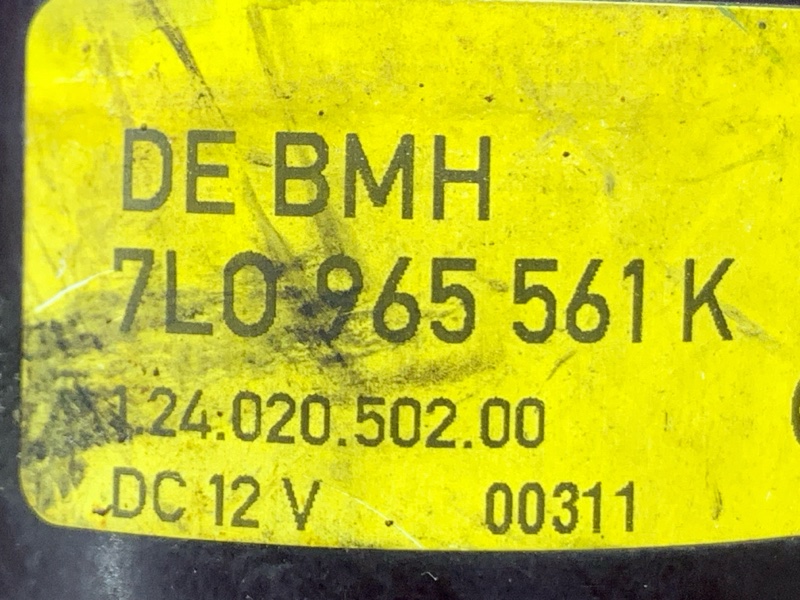 DE BMH
7L0 965 561 K
1.24.020.502.00
DC 12 V 00311